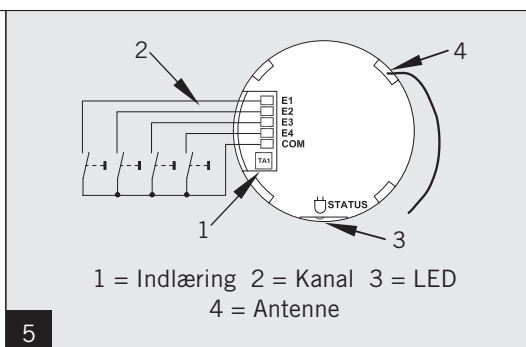 2
4
E1
E2
E3
E4
COM
TA1
STATUS
1
3
1 = Indlæring 2 = Kanal 3 = LED
4 = Antenne
5